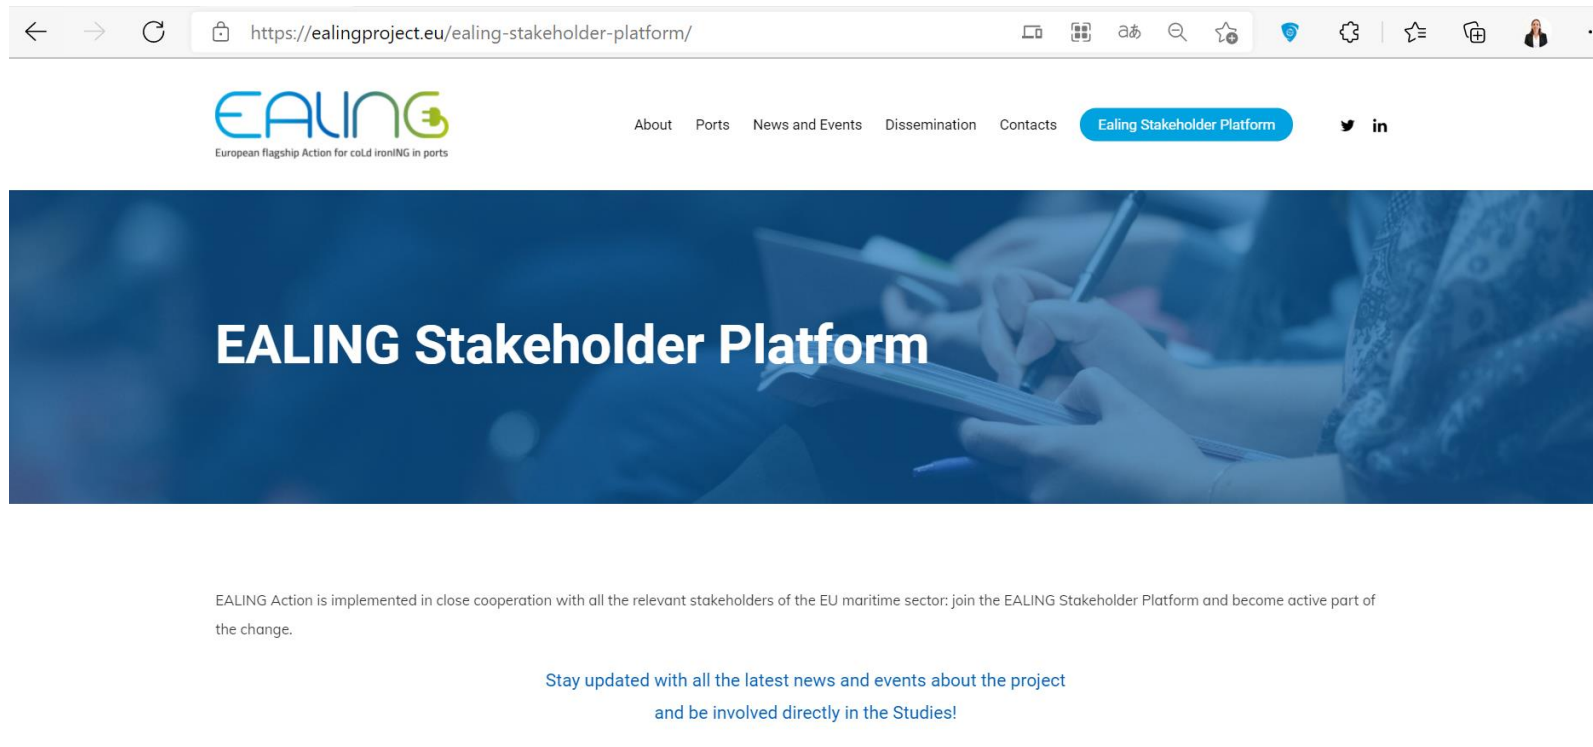 https://ealingproject.eu/ealing-stakeholder-platform/
aあ
EALING
European flagship Action for coLd ironING in ports
About Ports News and Events Dissemination Contacts Ealing Stakeholder Platform in
EALING Stakeholder Platform
EALING Action is implemented in close cooperation with all the relevant stakeholders of the EU maritime sector: join the EALING Stakeholder Platform and become active part of
the change.
Stay updated with all the latest news and events about the project
and be involved directly in the Studies!